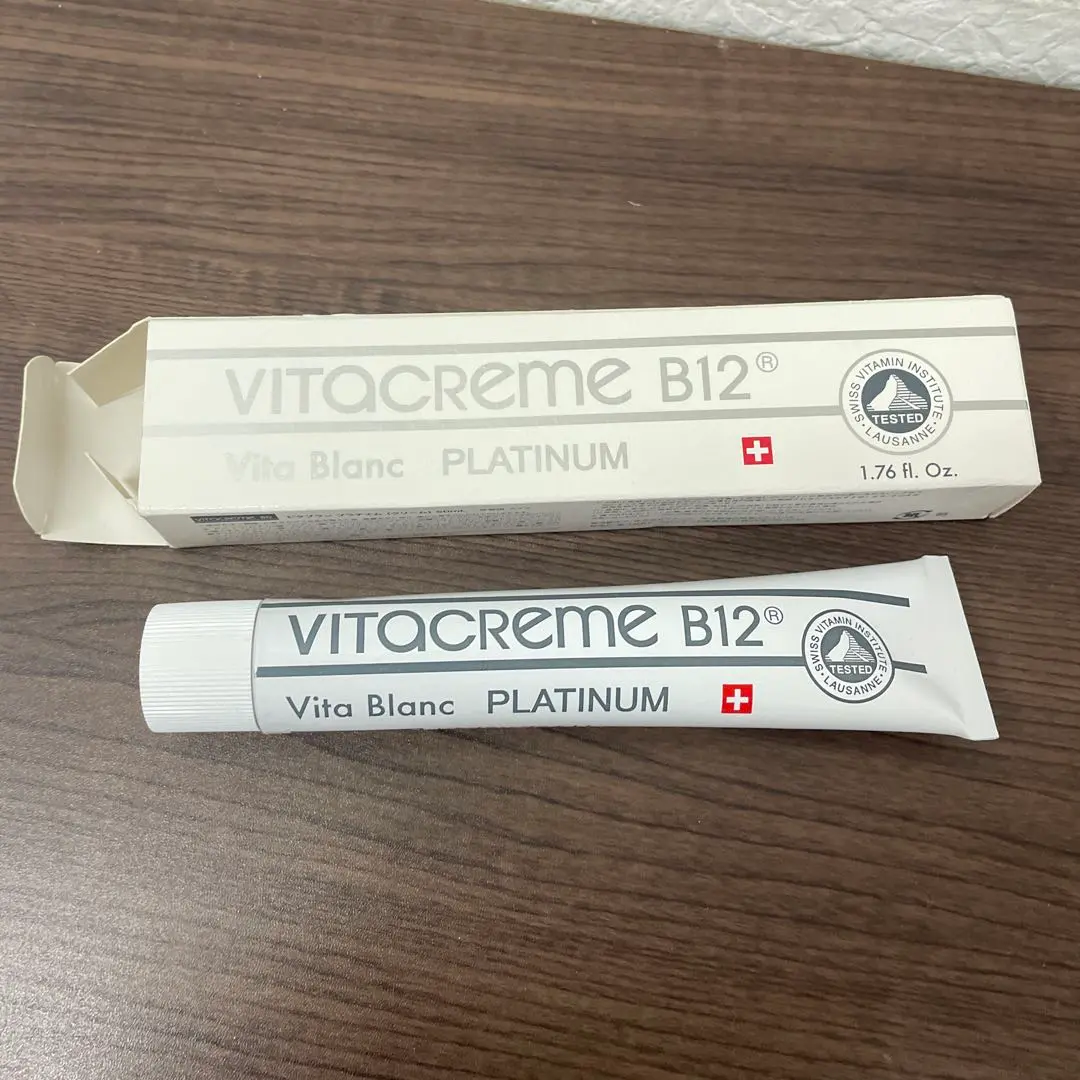 VITACREME B12®
SWISS VITAMIN INSTITUTE
TESTED
LAUSANNE
Vita Blanc PLATINUM
1.76 fl. Oz.
VITACREME B12®
SWISS VITAMIN INSTITUTE
TESTED
LAUSANNE
Vita Blanc PLATINUM